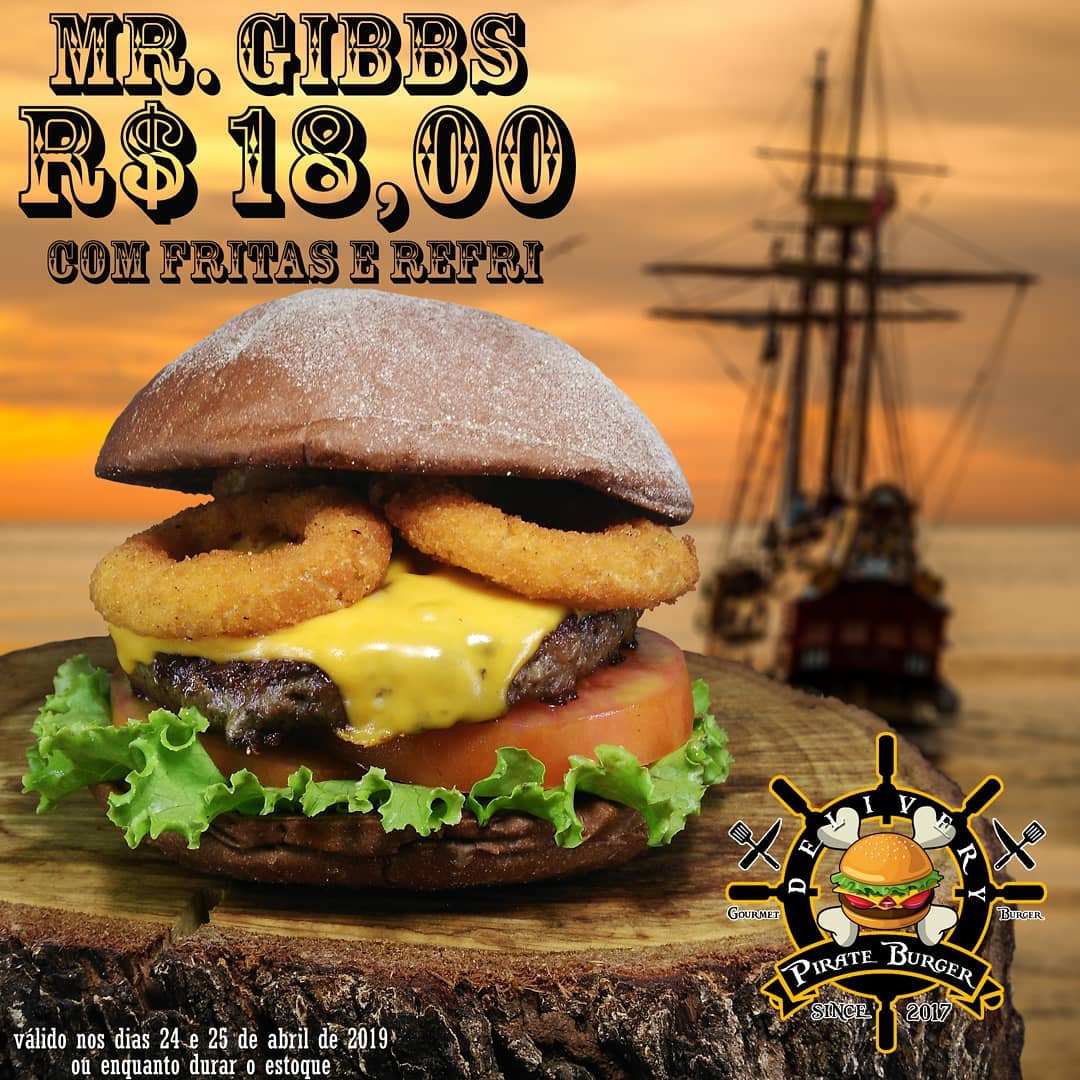 MR. GIBBS
R$ 18,00
COM FRITAS E REFRI
DELIVERY
GOURMET
BURGER
PIRATE BURGER
SINCE 2017
válido nos dias 24 e 25 de abril de 2019
ou enquanto durar o estoque